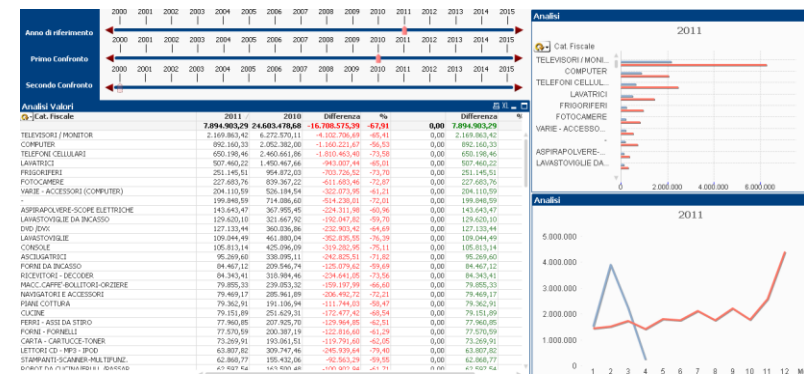 2000 2001 2002 2003 2004 2005 2006 2007 2008 2009 2010 2011 2012 2013 2014 2015
Anno di riferimento
2000 2001 2002 2003 2004 2005 2006 2007 2008 2009 2010 2011 2012 2013 2014 2015
Primo Confronto
2000 2001 2002 2003 2004 2005 2006 2007 2008 2009 2010 2011 2012 2013 2014 2015
Secondo Confronto
Analisi Valori
Cat. Fiscale 2011 2010 Differenza % Differenza %
7.894.903,29 24.603.478,68 -16.708.575,39 -67,91 0,00 7.894.903,29
TELEVISORI / MONITOR 2.169.863,42 6.272.570,11 -4.102.706,69 -65,41 0,00 2.169.863,42
COMPUTER 892.160,33 2.052.382,00 -1.160.221,67 -56,53 0,00 892.160,33
TELEFONI CELLULARI 650.198,46 2.460.661,86 -1.810.463,40 -73,58 0,00 650.198,46
LAVATRICI 507.460,22 1.450.467,66 -943.007,44 -65,01 0,00 507.460,22
FRIGORIFERI 251.145,51 954.872,03 -703.726,52 -73,70 0,00 251.145,51
FOTOCAMERE 227.683,76 839.367,22 -611.683,46 -72,87 0,00 227.683,76
VARIE - ACCESSORI (COMPUTER) 204.110,59 526.184,54 -322.073,95 -61,21 0,00 204.110,59
- 199.848,59 714.086,60 -514.238,01 -72,01 0,00 199.848,59
ASPIRAPOLVERE-SCOPE ELETTRICHE 143.643,47 367.955,45 -224.311,98 -60,96 0,00 143.643,47
LAVASTOVIGLIE DA INCASSO 129.620,10 321.667,92 -192.047,82 -59,70 0,00 129.620,10
DVD /DVX 127.133,44 360.036,86 -232.903,42 -64,69 0,00 127.133,44
LAVASTOVIGLIE 109.044,49 461.880,04 -352.835,55 -76,39 0,00 109.044,49
CONSOLE 105.813,14 425.096,09 -319.282,95 -75,11 0,00 105.813,14
ASCIUGATRICI 95.269,60 338.095,11 -242.825,51 -71,82 0,00 95.269,60
FORNI DA INCASSO 84.467,12 209.546,74 -125.079,62 -59,69 0,00 84.467,12
RICEVITORI - DECODER 84.343,41 318.984,46 -234.641,05 -73,56 0,00 84.343,41
MACC.CAFFE'-BOLLITORI-ORZIERE 79.855,33 239.053,32 -159.197,99 -66,60 0,00 79.855,33
NAVIGATORI E ACCESSORI 79.469,17 285.961,89 -206.492,72 -72,21 0,00 79.469,17
PIANI COTTURA 79.362,91 191.106,94 -111.744,03 -58,47 0,00 79.362,91
CUCINE 79.151,89 251.629,31 -172.477,42 -68,54 0,00 79.151,89
FERRI - ASSI DA STIRO 77.960,85 207.925,70 -129.964,85 -62,51 0,00 77.960,85
FORNI - FORNELLI 77.570,59 200.387,19 -122.816,60 -61,29 0,00 77.570,59
CARTA - CARTUCCE-TONER 73.269,91 193.061,51 -119.791,60 -62,05 0,00 73.269,91
LETTORI CD - MP3 - IPOD 63.807,82 309.747,46 -245.939,64 -79,40 0,00 63.807,82
STAMPANTI-SCANNER-MULTIFUNZ. 62.868,77 155.432,06 -92.563,29 -59,55 0,00 62.868,77
Analisi
2011
Cat. Fiscale
TELEVISORI / MONI...
COMPUTER
TELEFONI CELLUL...
LAVATRICI
FRIGORIFERI
FOTOCAMERE
VARIE - ACCESSO...
-
ASPIRAPOLVERE-...
LAVASTOVIGLIE DA...
0 2.000.000 4.000.000 6.000.000
Analisi
2011
5.000.000
4.000.000
3.000.000
2.000.000
1.000.000
0
1 2 3 4 5 6 7 8 9 10 11 12 M